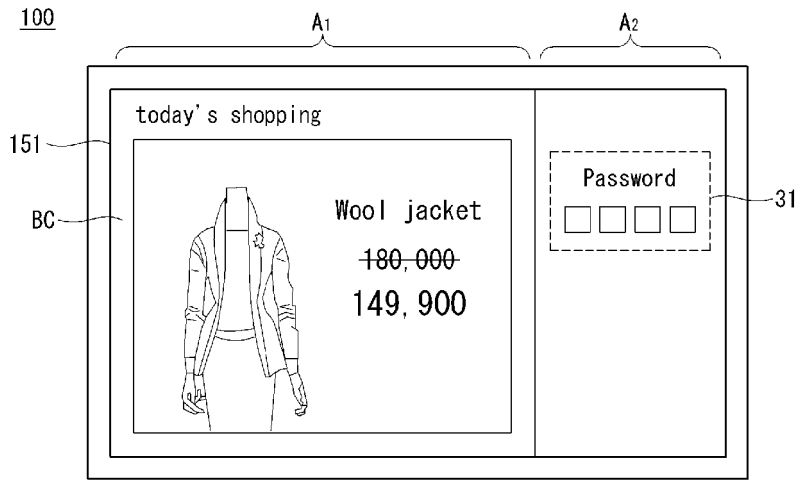 100
A1
A2
today's shopping
151
BC
Wool jacket
180,000
149,900
Password
31